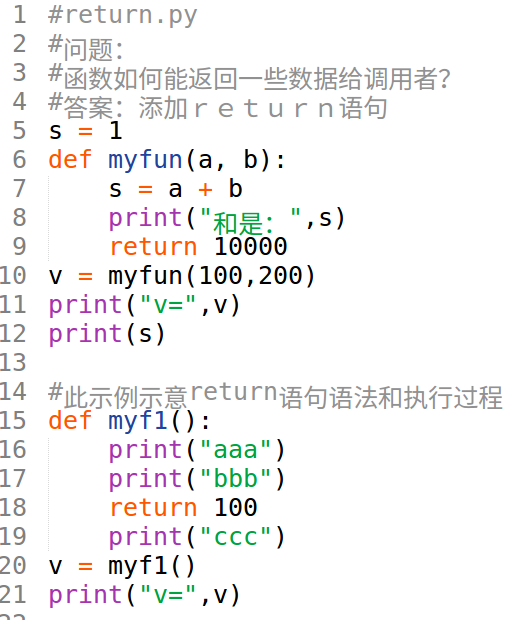 1 #return.py
2 #问题：
3 #函数如何能返回一些数据给调用者？
4 #答案：添加ｒｅｔｕｒｎ语句
5 s = 1
6 def myfun(a, b):
7     s = a + b
8     print("和是：",s)
9     return 10000
10 v = myfun(100,200)
11 print("v=",v)
12 print(s)
13
14 #此示例示意return语句语法和执行过程
15 def myf1():
16     print("aaa")
17     print("bbb")
18     return 100
19     print("ccc")
20 v = myf1()
21 print("v=",v)